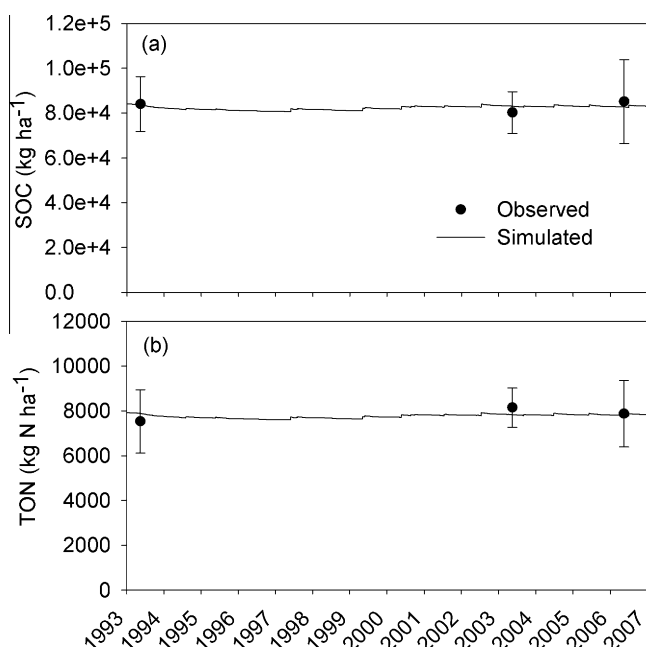 1.2e+5
1.0e+5
8.0e+4
6.0e+4
4.0e+4
2.0e+4
0.0
SOC (kg ha⁻¹)
(a)
Observed
Simulated
12000
10000
8000
6000
4000
2000
0
TON (kg N ha⁻¹)
(b)
1993
1994
1995
1996
1997
1998
1999
2000
2001
2002
2003
2004
2005
2006
2007